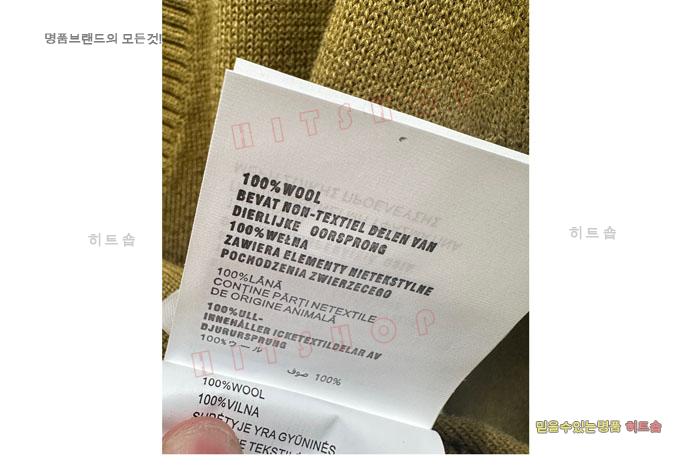 명품브랜드의 모든것!
HITSHOP
100%WOOL
BEVAT NON-TEXTIEL DELEN VAN
DIERLIJKE OORSPRONG
100%WEŁNA
ZAWIERA ELEMENTY NIETEKSTYLNE
POCHODZENIA ZWIERZECEGO
100%LÂNĂ
CONȚINE PĂRȚI NETEXTILE
DE ORIGINE ANIMALĂ
100%ULL-
INNEHÅLLER ICKETEXTILDELAR AV
DJURURSPRUNG
100%ウール
100% صوف
HITSHOP
100%WOOL
100%VILNA
SUDĖTYJE YRA GYŪNINĖS
히트숍
히트숍
믿을수있는명품 히트숍